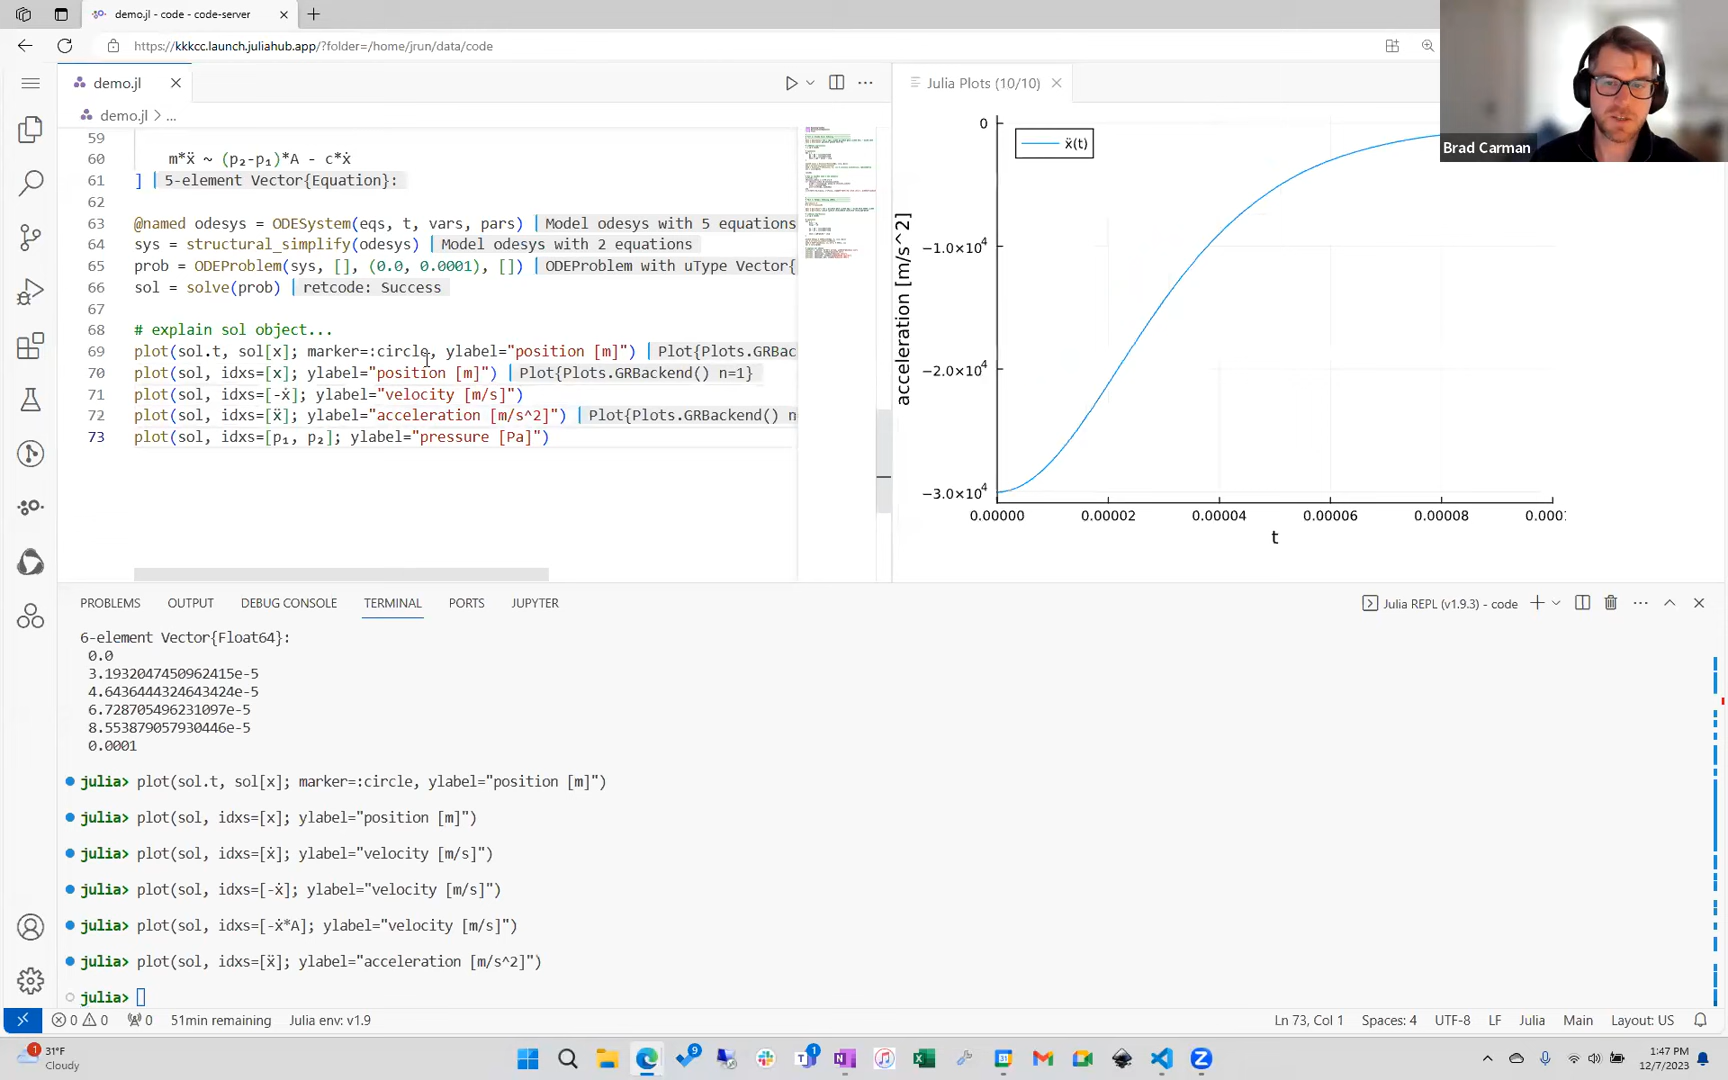 demo.jl - code - code-server
https://kkkcc.launch.juliahub.app/?folder=/home/jrun/data/code
demo.jl
demo.jl > ...
59
60 m*ẍ ~ (p₂-p₁)*A - c*ẋ
61 ] 5-element Vector{Equation}:
62
63 @named odesys = ODESystem(eqs, t, vars, pars) Model odesys with 5 equations
64 sys = structural_simplify(odesys) Model odesys with 2 equations
65 prob = ODEProblem(sys, [], (0.0, 0.0001), []) ODEProblem with uType Vector{
66 sol = solve(prob) retcode: Success
67
68 # explain sol object...
69 plot(sol.t, sol[x]; marker=:circle, ylabel="position [m]") Plot{Plots.GRBac
70 plot(sol, idxs=[x]; ylabel="position [m]") Plot{Plots.GRBackend() n=1}
71 plot(sol, idxs=[-ẋ]; ylabel="velocity [m/s]")
72 plot(sol, idxs=[ẍ]; ylabel="acceleration [m/s^2]") Plot{Plots.GRBackend() n
73 plot(sol, idxs=[p₁, p₂]; ylabel="pressure [Pa]")
Julia Plots (10/10)
Brad Carman
ẍ(t)
acceleration [m/s^2]
0
−1.0×10⁴
−2.0×10⁴
−3.0×10⁴
0.00000 0.00002 0.00004 0.00006 0.00008 0.000
t
PROBLEMS OUTPUT DEBUG CONSOLE TERMINAL PORTS JUPYTER
Julia REPL (v1.9.3) - code
6-element Vector{Float64}:
0.0
3.1932047450962415e-5
4.6436444324643424e-5
6.728705496231097e-5
8.553879057930446e-5
0.0001
julia> plot(sol.t, sol[x]; marker=:circle, ylabel="position [m]")
julia> plot(sol, idxs=[x]; ylabel="position [m]")
julia> plot(sol, idxs=[ẋ]; ylabel="velocity [m/s]")
julia> plot(sol, idxs=[-ẋ]; ylabel="velocity [m/s]")
julia> plot(sol, idxs=[-ẋ*A]; ylabel="velocity [m/s]")
julia> plot(sol, idxs=[ẍ]; ylabel="acceleration [m/s^2]")
julia>
0 0 0 51min remaining Julia env: v1.9
Ln 73, Col 1 Spaces: 4 UTF-8 LF Julia Main Layout: US
1
31°F
Cloudy
9
1
1:47 PM
12/7/2023